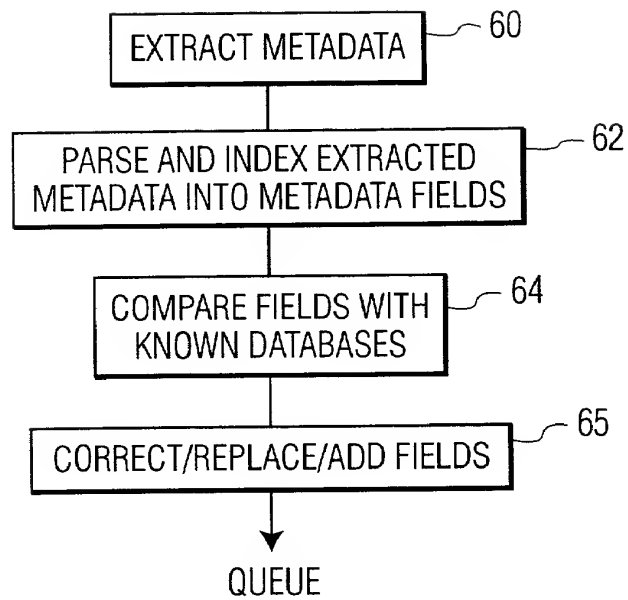 EXTRACT METADATA
60
PARSE AND INDEX EXTRACTED
METADATA INTO METADATA FIELDS
62
COMPARE FIELDS WITH
KNOWN DATABASES
64
CORRECT/REPLACE/ADD FIELDS
65
QUEUE